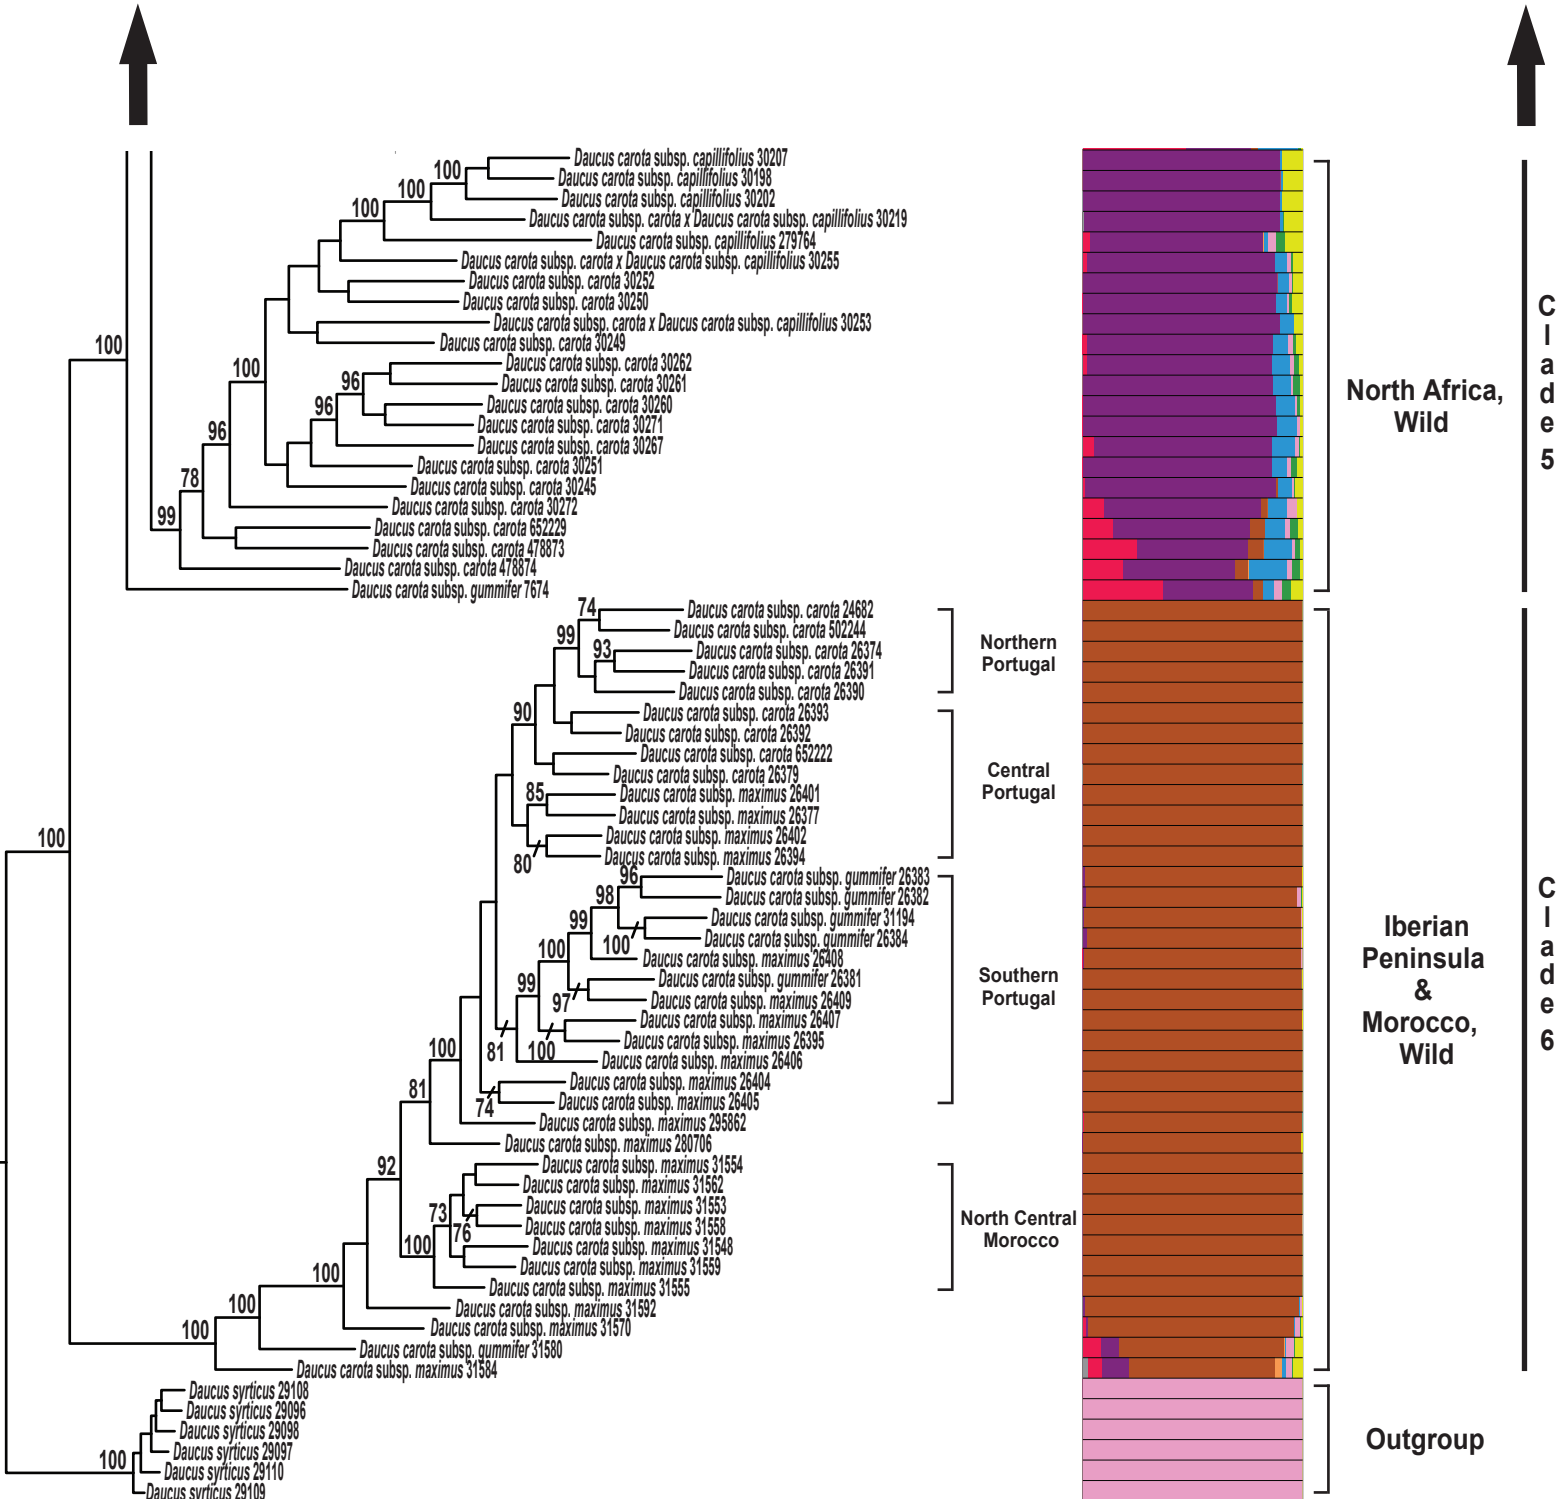 Daucus carota subsp. capillifolius 30207
100
Daucus carota subsp. capillifolius 30198
100
Daucus carota subsp. capillifolius 30202
100
Daucus carota subsp. carota x Daucus carota subsp. capillifolius 30219
Daucus carota subsp. capillifolius 279764
Daucus carota subsp. carota x Daucus carota subsp. capillifolius 30255
Daucus carota subsp. carota 30252
Daucus carota subsp. carota 30250
Daucus carota subsp. carota x Daucus carota subsp. capillifolius 30253
100
Daucus carota subsp. carota 30249
100
Daucus carota subsp. carota 30262
96
Daucus carota subsp. carota 30261
96
Daucus carota subsp. carota 30260
Daucus carota subsp. carota 30271
96
Daucus carota subsp. carota 30267
Daucus carota subsp. carota 30251
78
Daucus carota subsp. carota 30245
Daucus carota subsp. carota 30272
99
Daucus carota subsp. carota 652229
Daucus carota subsp. carota 478873
Daucus carota subsp. carota 478874
Daucus carota subsp. gummifer 7674
North Africa,
Wild
Clade 5
74
Daucus carota subsp. carota 24682
99
Daucus carota subsp. carota 502244
93
Daucus carota subsp. carota 26374
Daucus carota subsp. carota 26391
Daucus carota subsp. carota 26390
Northern
Portugal
90
Daucus carota subsp. carota 26393
Daucus carota subsp. carota 26392
Daucus carota subsp. carota 652222
Daucus carota subsp. carota 26379
85
Daucus carota subsp. maximus 26401
Daucus carota subsp. maximus 26377
Daucus carota subsp. maximus 26402
80
Daucus carota subsp. maximus 26394
Central
Portugal
100
96
Daucus carota subsp. gummifer 26383
98
Daucus carota subsp. gummifer 26382
99
Daucus carota subsp. gummifer 31194
100
Daucus carota subsp. gummifer 26384
100
Daucus carota subsp. maximus 26408
99
Daucus carota subsp. gummifer 26381
97
Daucus carota subsp. maximus 26409
Daucus carota subsp. maximus 26407
100
81
100
Daucus carota subsp. maximus 26395
Daucus carota subsp. maximus 26406
81
Daucus carota subsp. maximus 26404
74
Daucus carota subsp. maximus 26405
Southern
Portugal
Daucus carota subsp. maximus 295862
Daucus carota subsp. maximus 280706
92
Daucus carota subsp. maximus 31554
Daucus carota subsp. maximus 31562
73
Daucus carota subsp. maximus 31553
76
Daucus carota subsp. maximus 31558
100
Daucus carota subsp. maximus 31548
Daucus carota subsp. maximus 31559
100
Daucus carota subsp. maximus 31555
North Central
Morocco
100
Daucus carota subsp. maximus 31592
100
Daucus carota subsp. maximus 31570
Daucus carota subsp. gummifer 31580
Daucus carota subsp. maximus 31584
Iberian
Peninsula
&
Morocco,
Wild
Clade 6
Daucus syrticus 29108
Daucus syrticus 29096
Daucus syrticus 29098
Daucus syrticus 29097
100
Daucus syrticus 29110
Daucus syrticus 29109
Outgroup